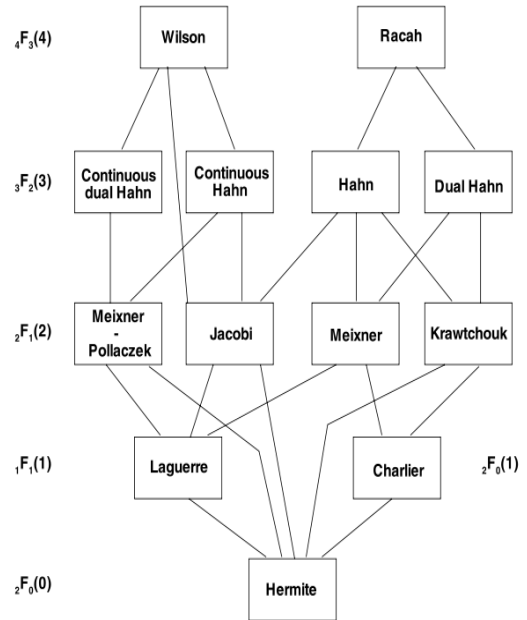 ₄F₃(4)
Wilson
Racah
₃F₂(3)
Continuous
dual Hahn
Continuous
Hahn
Hahn
Dual Hahn
₂F₁(2)
Meixner
-
Pollaczek
Jacobi
Meixner
Krawtchouk
₁F₁(1)
Laguerre
Charlier
₂F₀(1)
₂F₀(0)
Hermite